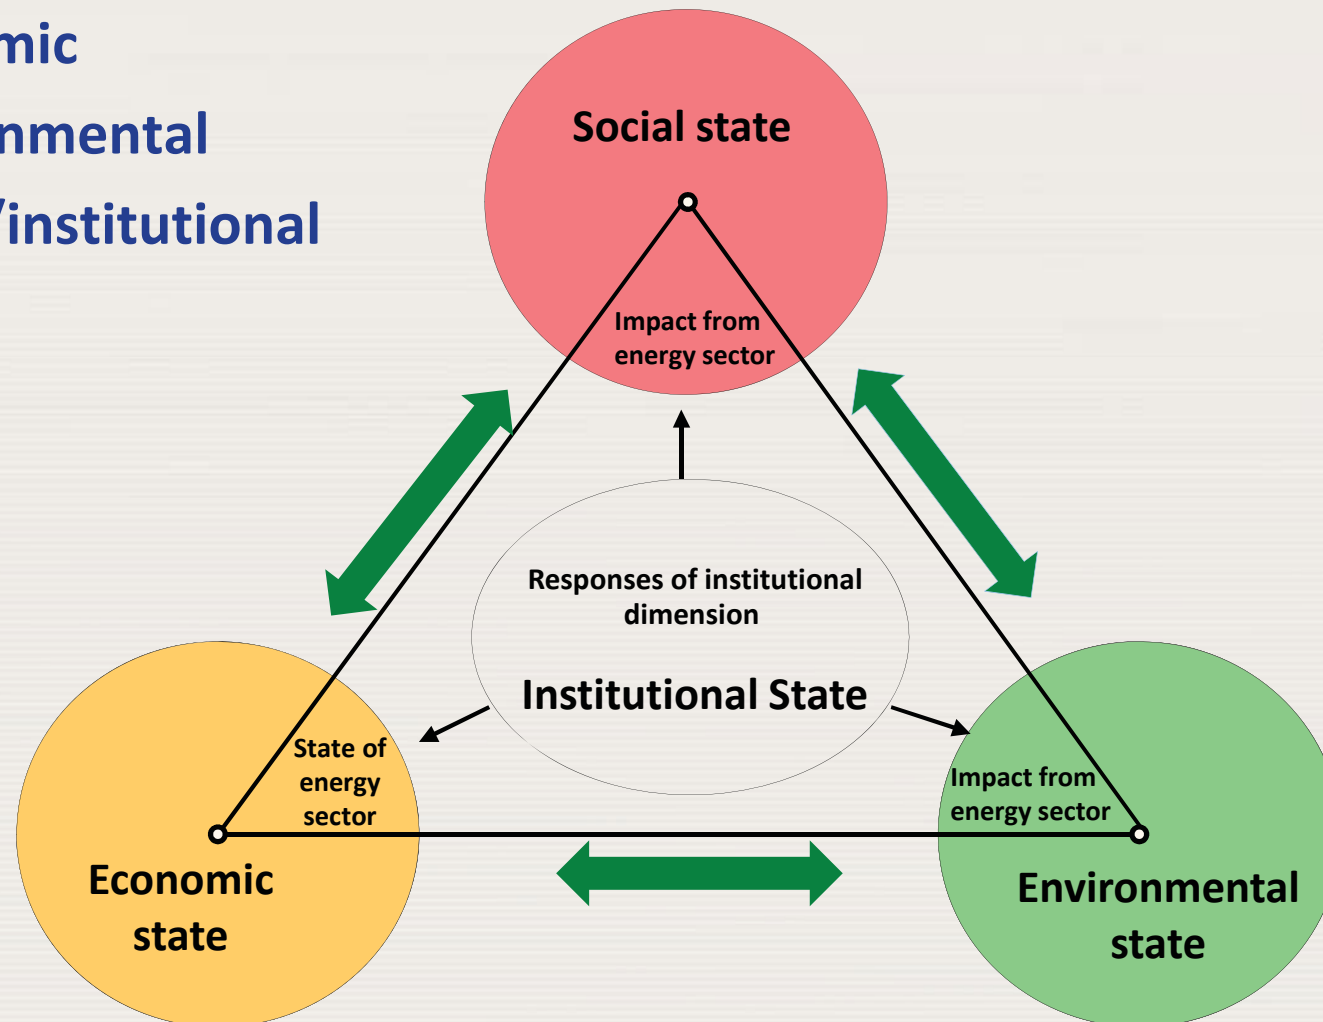 mic
nmental
/institutional
Social state
Impact from
energy sector
Responses of institutional
dimension
Institutional State
State of
energy
sector
Impact from
energy sector
Economic
state
Environmental
state